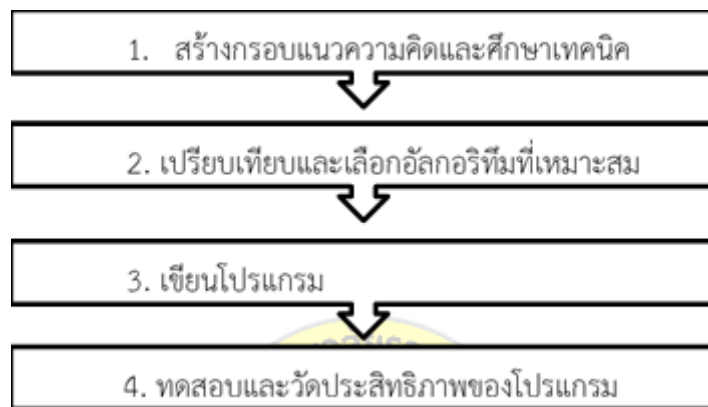 1. สร้างกรอบแนวความคิดและศึกษาเทคนิค
2. เปรียบเทียบและเลือกอัลกอริทึมที่เหมาะสม
3. เขียนโปรแกรม
4. ทดสอบและวัดประสิทธิภาพของโปรแกรม